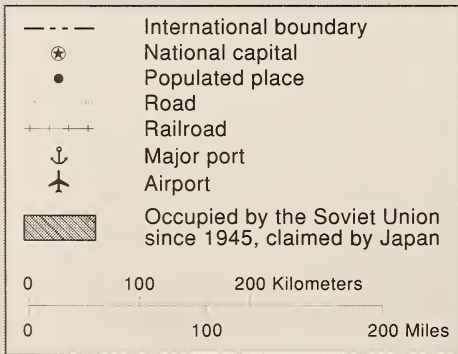 International boundary
National capital
Populated place
Road
Railroad
Major port
Airport
Occupied by the Soviet Union
since 1945, claimed by Japan
0 100 200 Kilometers
0 100 200 Miles